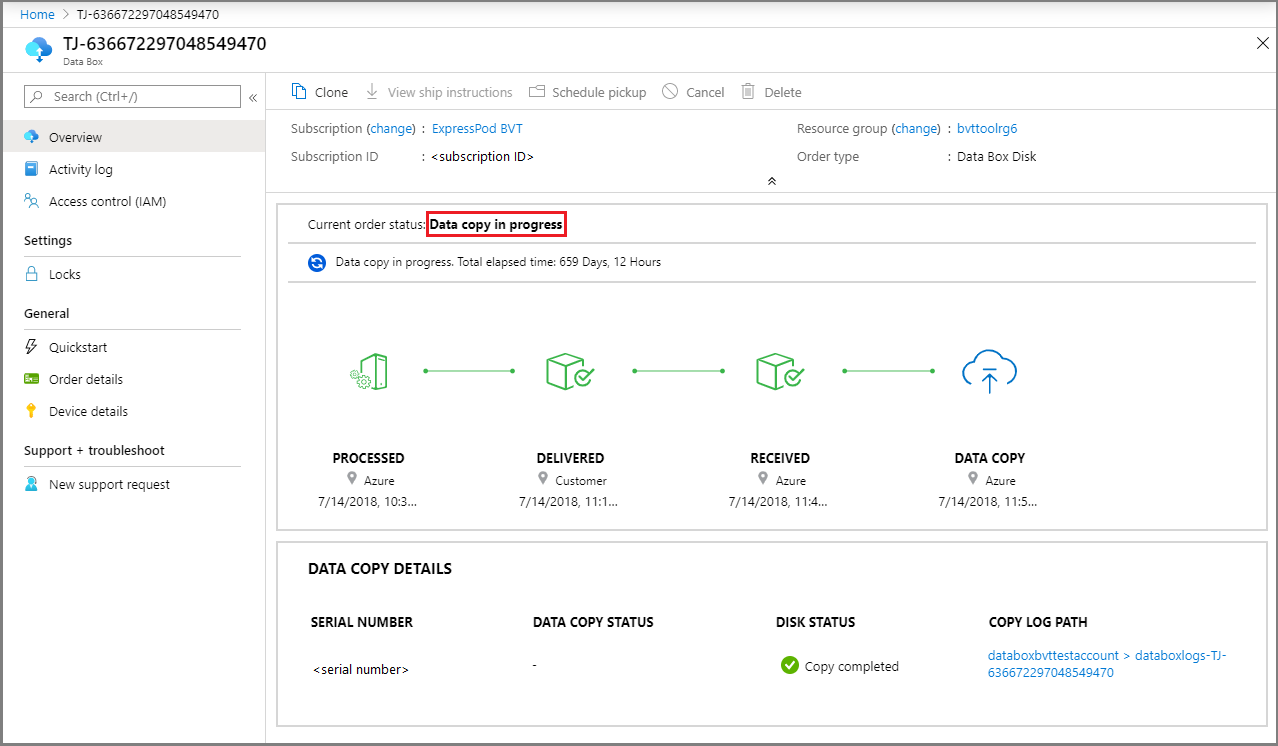 Home > TJ-636672297048549470
TJ-636672297048549470
Data Box
Search (Ctrl+/)
«
Overview
Activity log
Access control (IAM)
Settings
Locks
General
Quickstart
Order details
Device details
Support + troubleshoot
New support request
Clone View ship instructions Schedule pickup Cancel Delete
Subscription (change) : ExpressPod BVT Resource group (change) : bvttoolrg6
Subscription ID : <subscription ID> Order type : Data Box Disk
Current order status: Data copy in progress
Data copy in progress. Total elapsed time: 659 Days, 12 Hours
PROCESSED DELIVERED RECEIVED DATA COPY
Azure Customer Azure Azure
7/14/2018, 10:3... 7/14/2018, 11:1... 7/14/2018, 11:4... 7/14/2018, 11:5...
DATA COPY DETAILS
SERIAL NUMBER DATA COPY STATUS DISK STATUS COPY LOG PATH
<serial number> - Copy completed databoxbvttestaccount > databoxlogs-TJ-
636672297048549470